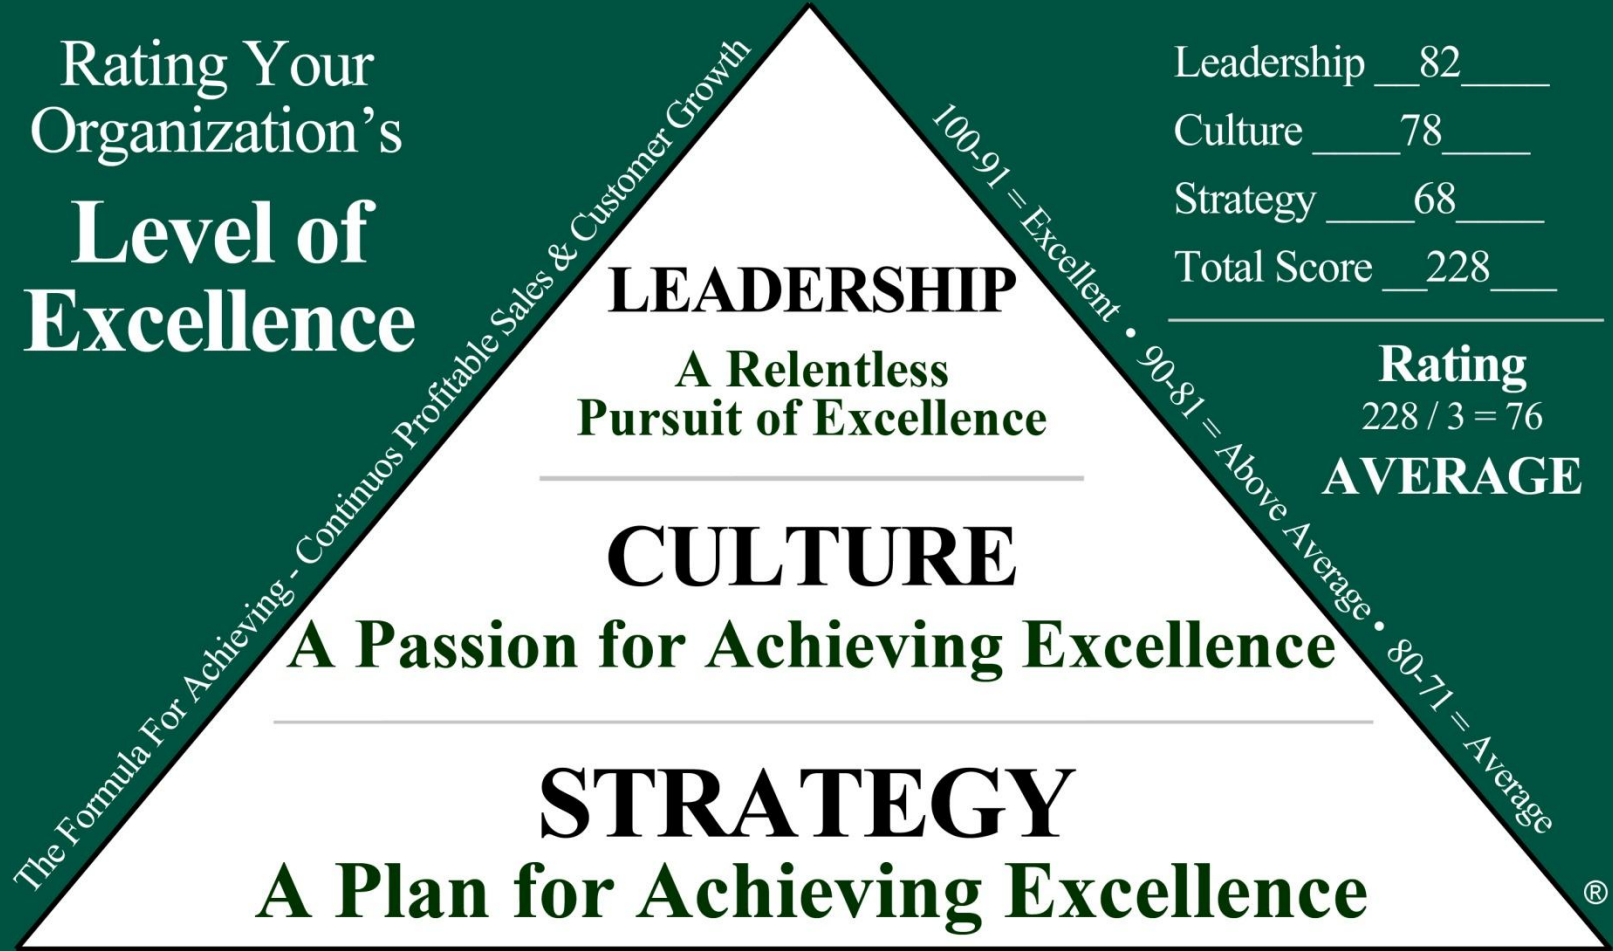 Rating Your
Organization’s
Level of
Excellence
The Formula For Achieving - Continuos Profitable Sales & Customer Growth
LEADERSHIP
A Relentless
Pursuit of Excellence
CULTURE
A Passion for Achieving Excellence
STRATEGY
A Plan for Achieving Excellence
100-91 = Excellent • 90-81 = Above Average • 80-71 = Average
Leadership __82____
Culture ____78____
Strategy ____68____
Total Score __228___
Rating
228 / 3 = 76
AVERAGE
®